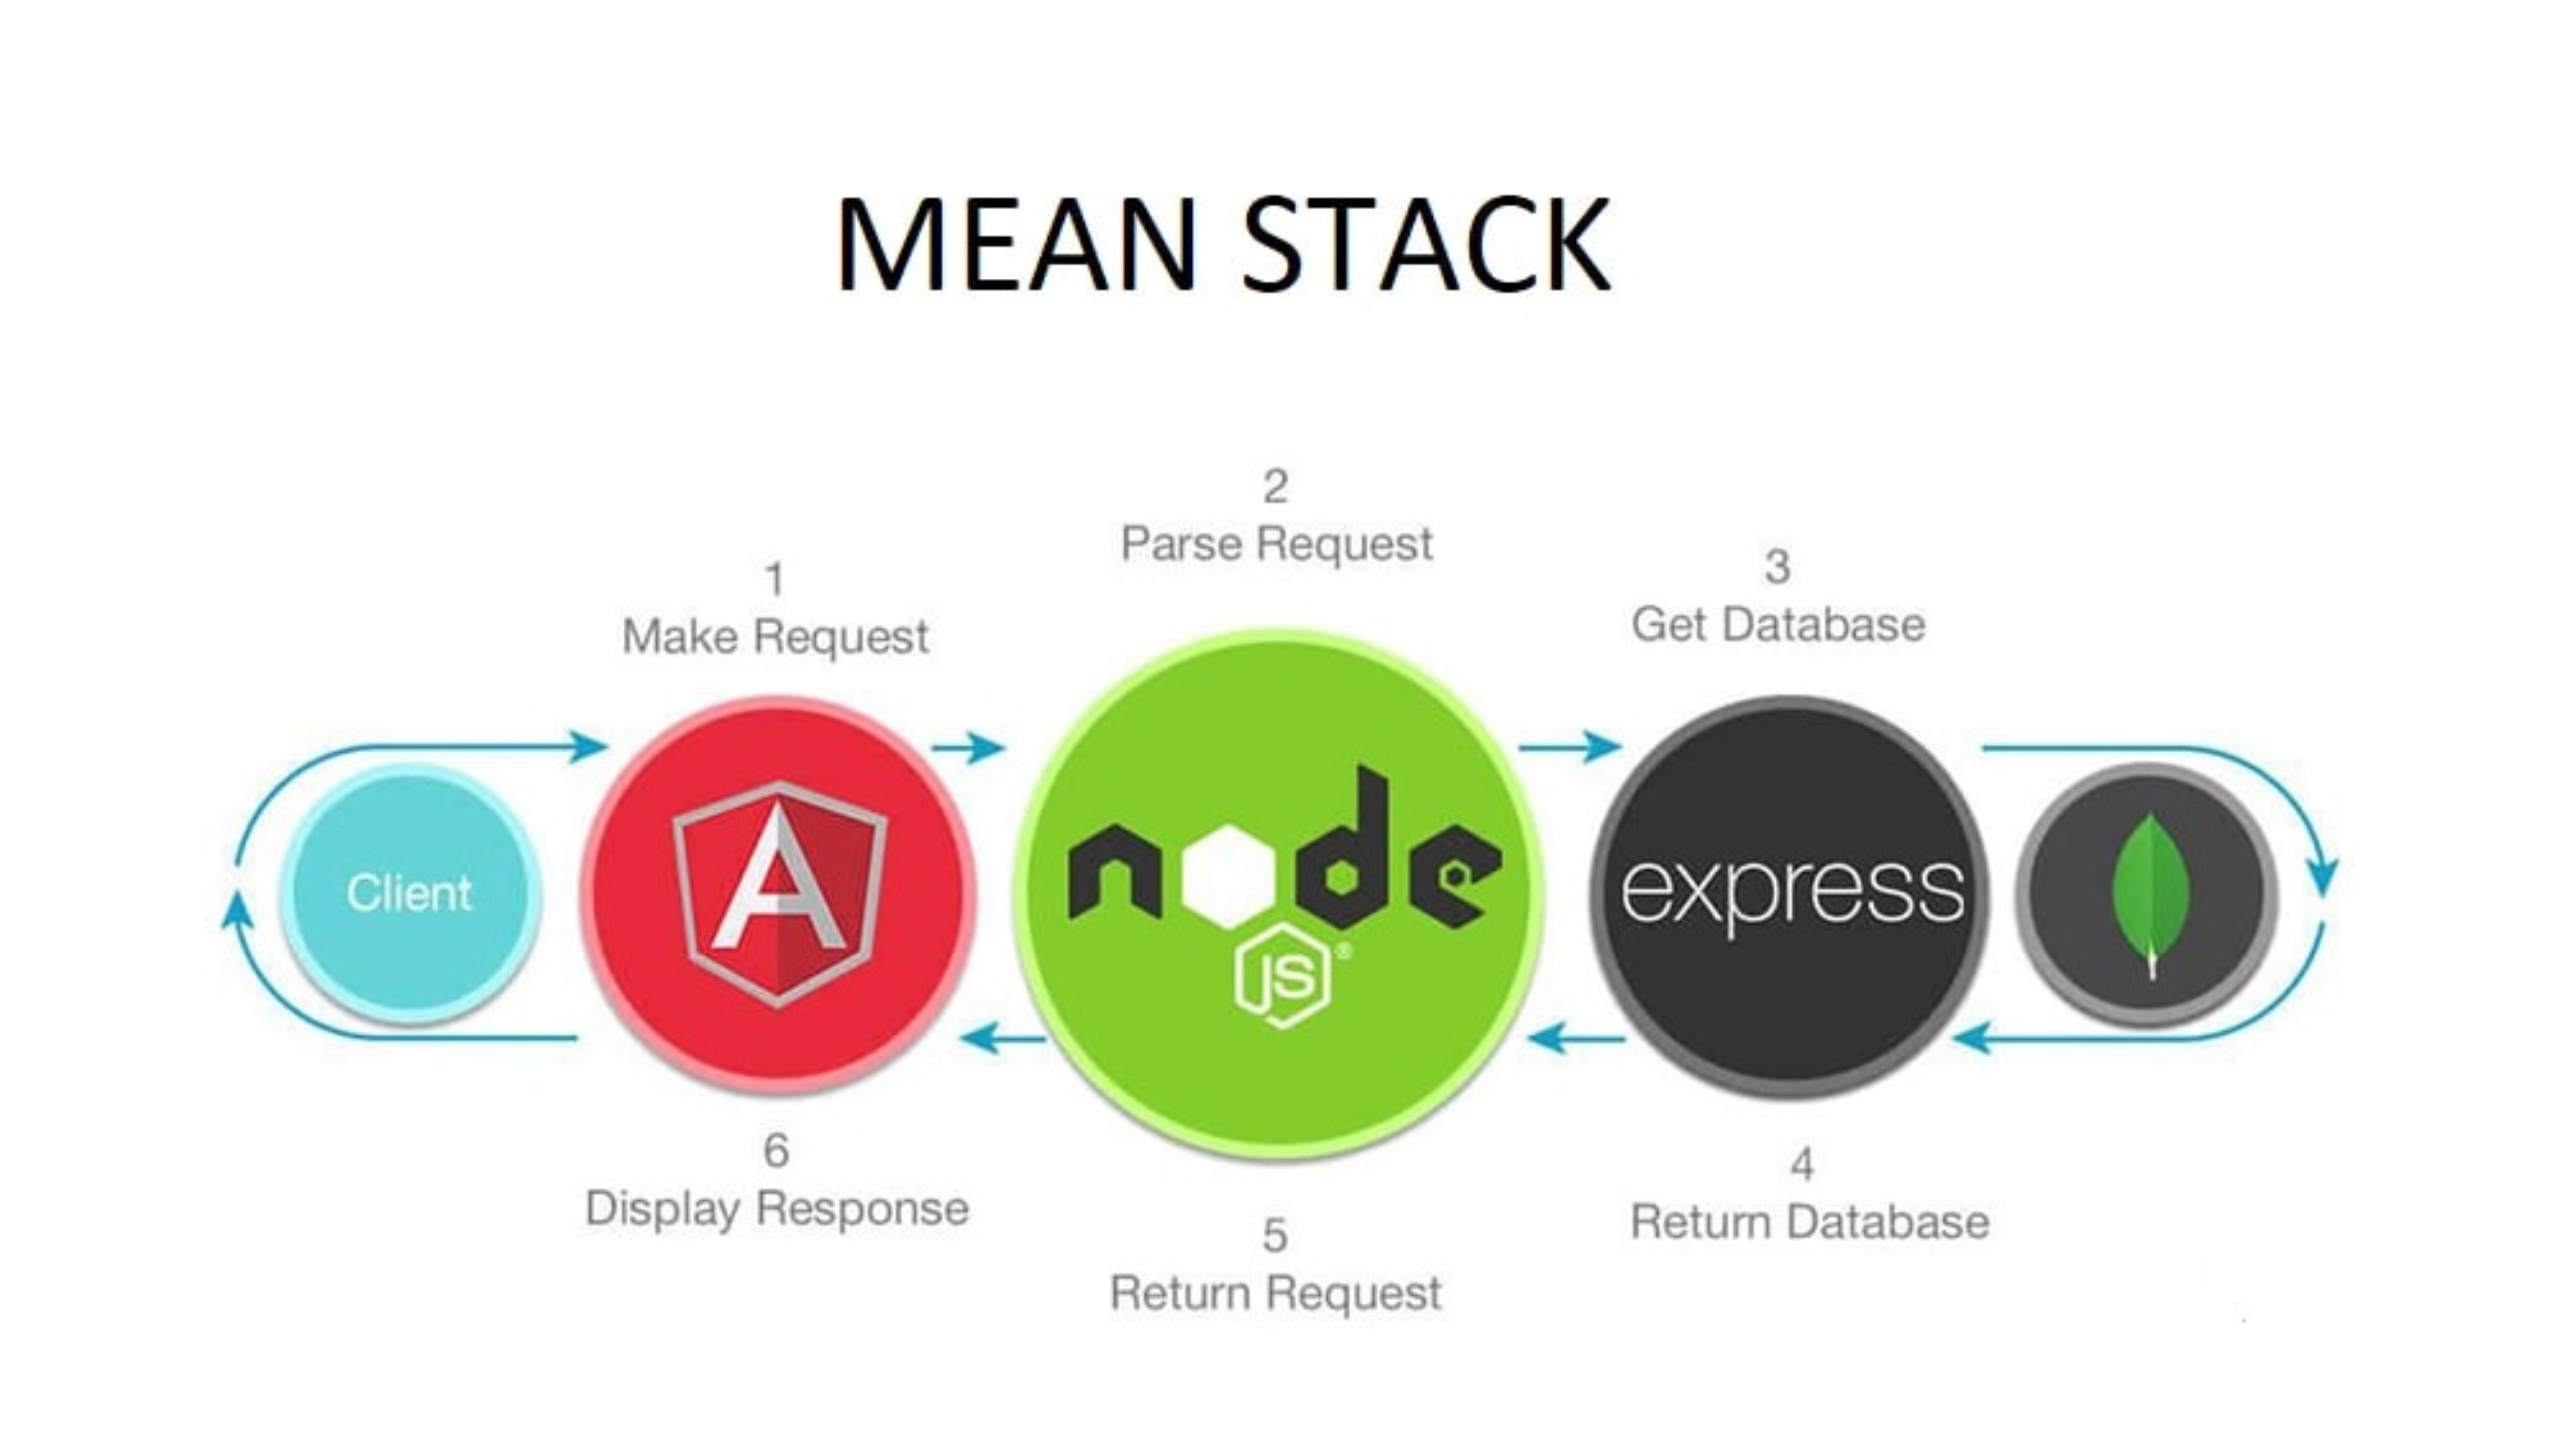 MEAN STACK
2
Parse Request
1
Make Request
3
Get Database
Client
A
node
JS®
express
6
Display Response
4
Return Database
5
Return Request